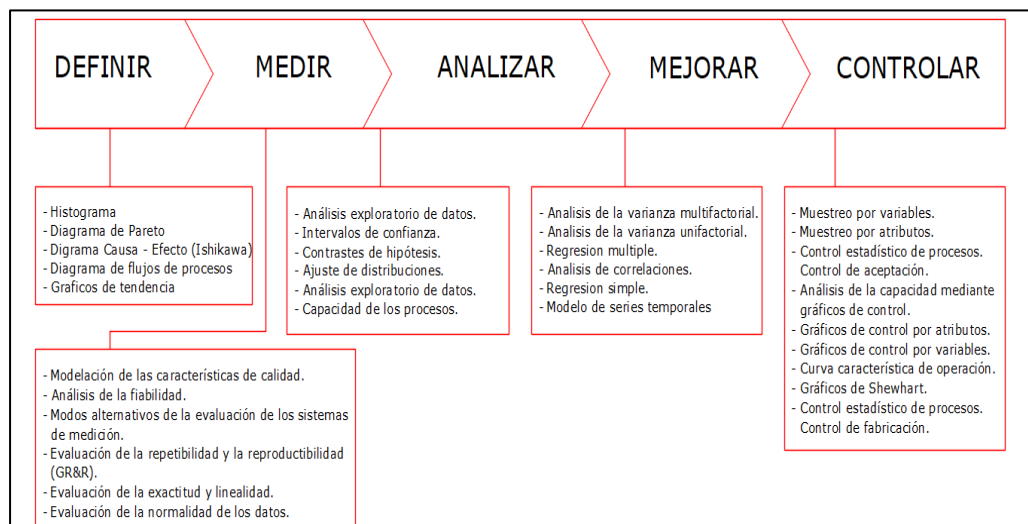 DEFINIR
MEDIR
ANALIZAR
MEJORAR
CONTROLAR
- Histograma
- Diagrama de Pareto
- Digrama Causa - Efecto (Ishikawa)
- Diagrama de flujos de procesos
- Graficos de tendencia
- Modelación de las características de calidad.
- Análisis de la fiabilidad.
- Modos alternativos de la evaluación de los sistemas
de medición.
- Evaluación de la repetibilidad y la reproductibilidad
(GR&R).
- Evaluación de la exactitud y linealidad.
- Evaluación de la normalidad de los datos.
- Análisis exploratorio de datos.
- Intervalos de confianza.
- Contrastes de hipótesis.
- Ajuste de distribuciones.
- Análisis exploratorio de datos.
- Capacidad de los procesos.
- Analisis de la varianza multifactorial.
- Analisis de la varianza unifactorial.
- Regresion multiple.
- Analisis de correlaciones.
- Regresion simple.
- Modelo de series temporales
- Muestreo por variables.
- Muestreo por atributos.
- Control estadístico de procesos.
Control de aceptación.
- Análisis de la capacidad mediante
gráficos de control.
- Gráficos de control por atributos.
- Gráficos de control por variables.
- Curva característica de operación.
- Gráficos de Shewhart.
- Control estadístico de procesos.
Control de fabricación.